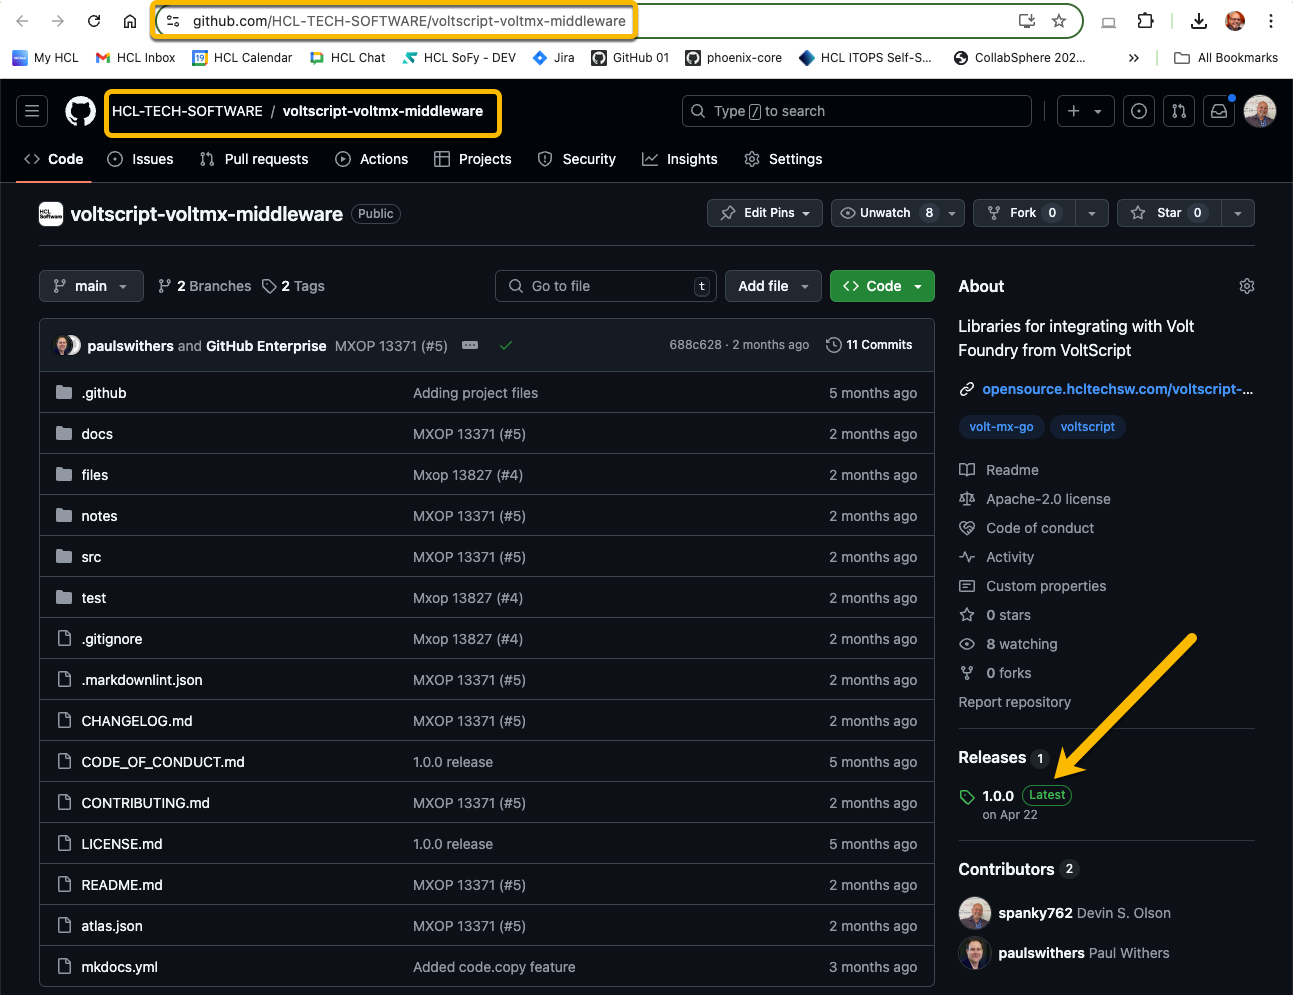 github.com/HCL-TECH-SOFTWARE/voltscript-voltmx-middleware
My HCL HCL Inbox HCL Calendar HCL Chat HCL SoFy - DEV Jira GitHub 01 phoenix-core HCL ITOPS Self-S... CollabSphere 202... » All Bookmarks
HCL-TECH-SOFTWARE / voltscript-voltmx-middleware Type / to search
Code Issues Pull requests Actions Projects Security Insights Settings
voltscript-voltmx-middleware Public Edit Pins Unwatch 8 Fork 0 Star 0
main 2 Branches 2 Tags Go to file t Add file Code
paulswithers and GitHub Enterprise MXOP 13371 (#5) 688c628 · 2 months ago 11 Commits
.github Adding project files 5 months ago
docs MXOP 13371 (#5) 2 months ago
files Mxop 13827 (#4) 2 months ago
notes MXOP 13371 (#5) 2 months ago
src MXOP 13371 (#5) 2 months ago
test Mxop 13827 (#4) 2 months ago
.gitignore Mxop 13827 (#4) 2 months ago
.markdownlint.json MXOP 13371 (#5) 2 months ago
CHANGELOG.md MXOP 13371 (#5) 2 months ago
CODE_OF_CONDUCT.md 1.0.0 release 5 months ago
CONTRIBUTING.md MXOP 13371 (#5) 2 months ago
LICENSE.md 1.0.0 release 5 months ago
README.md MXOP 13371 (#5) 2 months ago
atlas.json MXOP 13371 (#5) 2 months ago
mkdocs.yml Added code.copy feature 3 months ago
About
Libraries for integrating with Volt
Foundry from VoltScript
opensource.hcltechsw.com/voltscript-...
volt-mx-go voltscript
Readme
Apache-2.0 license
Code of conduct
Activity
Custom properties
0 stars
8 watching
0 forks
Report repository
Releases 1
1.0.0 Latest
on Apr 22
Contributors 2
spanky762 Devin S. Olson
paulswithers Paul Withers